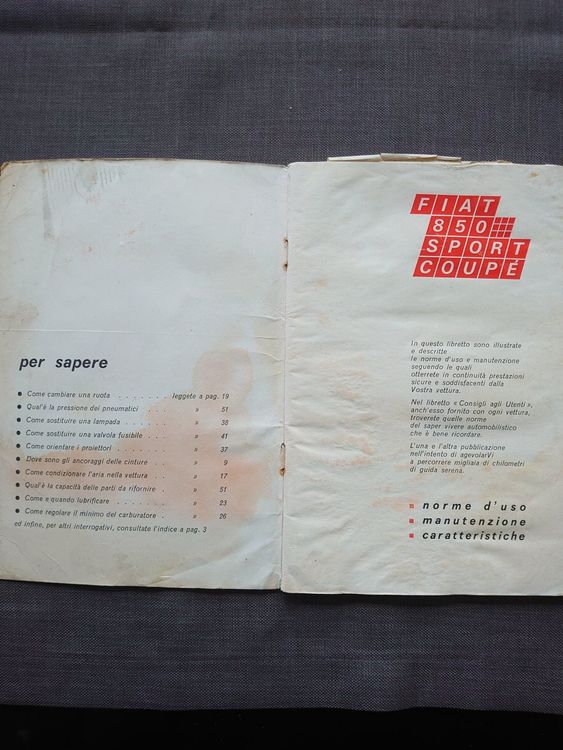 per sapere
● Come cambiare una ruota . . . . . . . leggete a pag. 19
● Qual'è la pressione dei pneumatici » 51
● Come sostituire una lampada . . . . » 38
● Come sostituire una valvola fusibile . . » 41
● Come orientare i proiettori . . . . . » 37
● Dove sono gli ancoraggi delle cinture . . » 9
● Come condizionare l'aria nella vettura . . » 17
● Qual'è la capacità delle parti da rifornire . » 51
● Come e quando lubrificare . . . . . » 23
● Come regolare il minimo del carburatore . » 26
ed infine, per altri interrogativi, consultate l'indice a pag. 3
FIAT
850
SPORT
COUPÉ
In questo libretto sono illustrate
e descritte
le norme d'uso e manutenzione
seguendo le quali
otterrete in continuità prestazioni
sicure e soddisfacenti dalla
Vostra vettura.
Nel libretto « Consigli agli Utenti »,
anch'esso fornito con ogni vettura,
troverete quelle norme
del saper vivere automobilistico
che è bene ricordare.
L'una e l'altra pubblicazione
nell'intento di agevolarVi
a percorrere migliaia di chilometri
di guida serena.
norme d'uso
manutenzione
caratteristiche